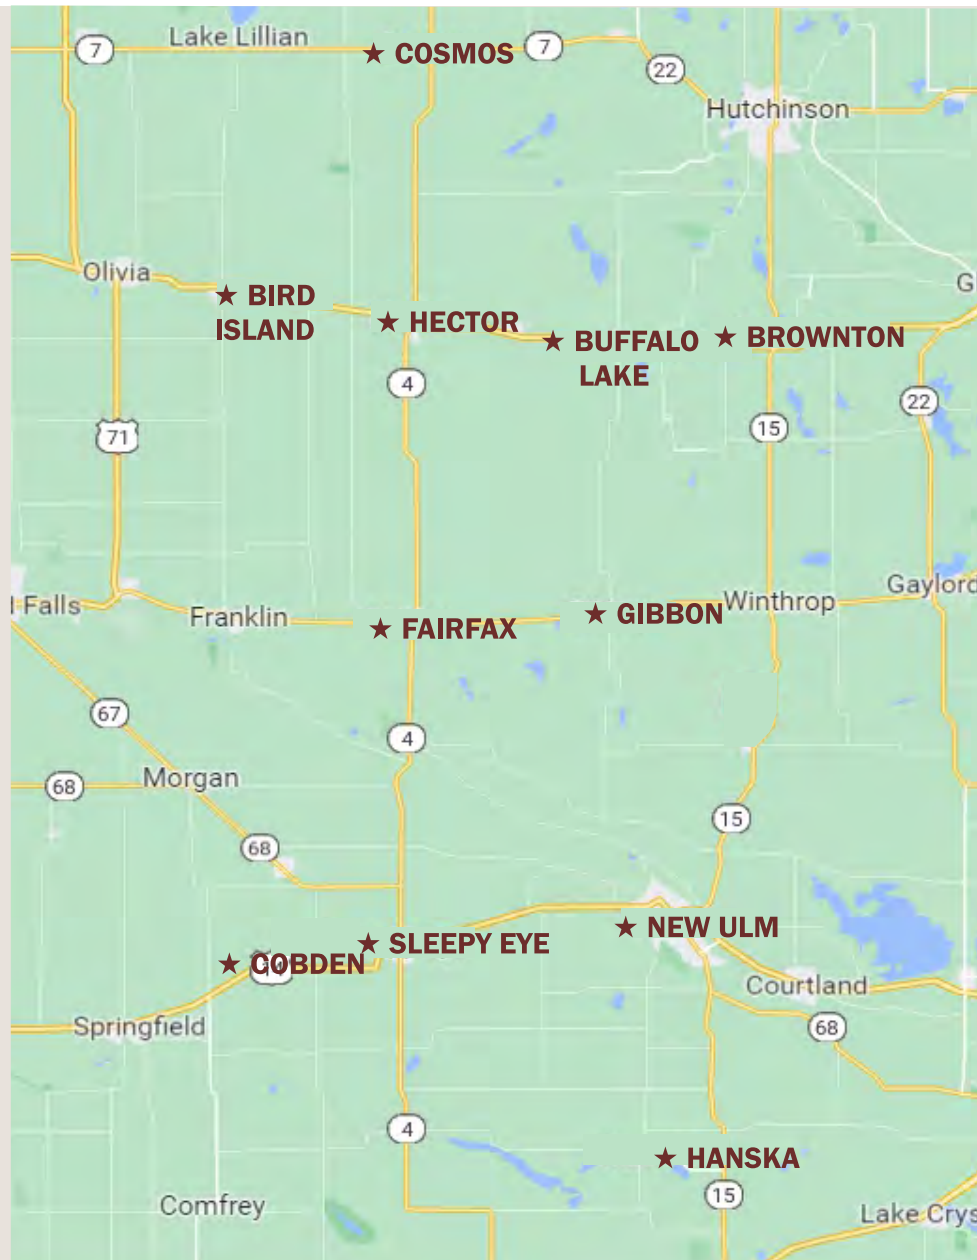 Lake Lillian
7
★ COSMOS
7
22
Hutchinson
Olivia
★ BIRD
ISLAND
★ HECTOR
★ BUFFALO
LAKE
★ BROWNTON
G
4
22
71
15
l Falls
Franklin
★ FAIRFAX
★ GIBBON
Winthrop
Gaylord
67
4
68
Morgan
15
68
★ NEW ULM
★ SLEEPY EYE
★ COBDEN
Courtland
Springfield
68
4
★ HANSKA
15
Comfrey
Lake Crys